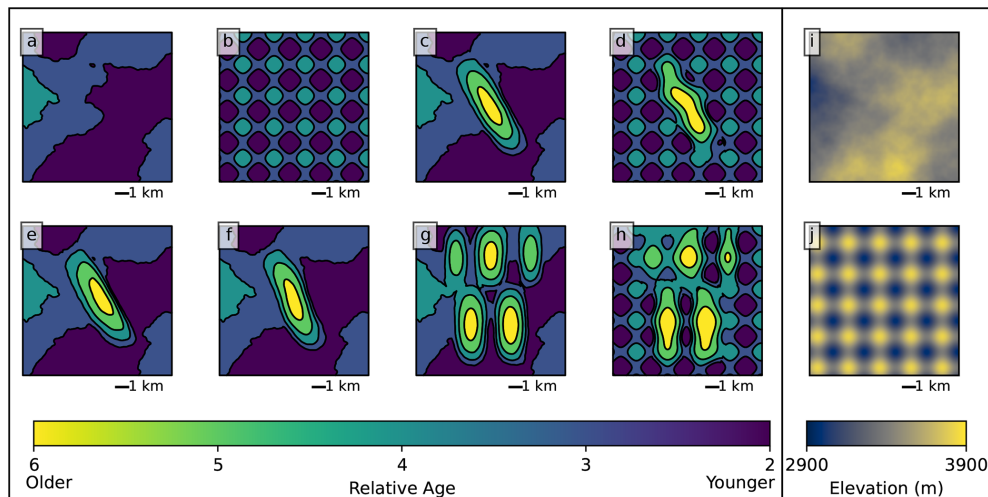 a b c d i
1 km 1 km 1 km 1 km 1 km
e f g h j
1 km 1 km 1 km 1 km 1 km
6 5 4 3 2 2900 3900
Older Relative Age Younger Elevation (m)